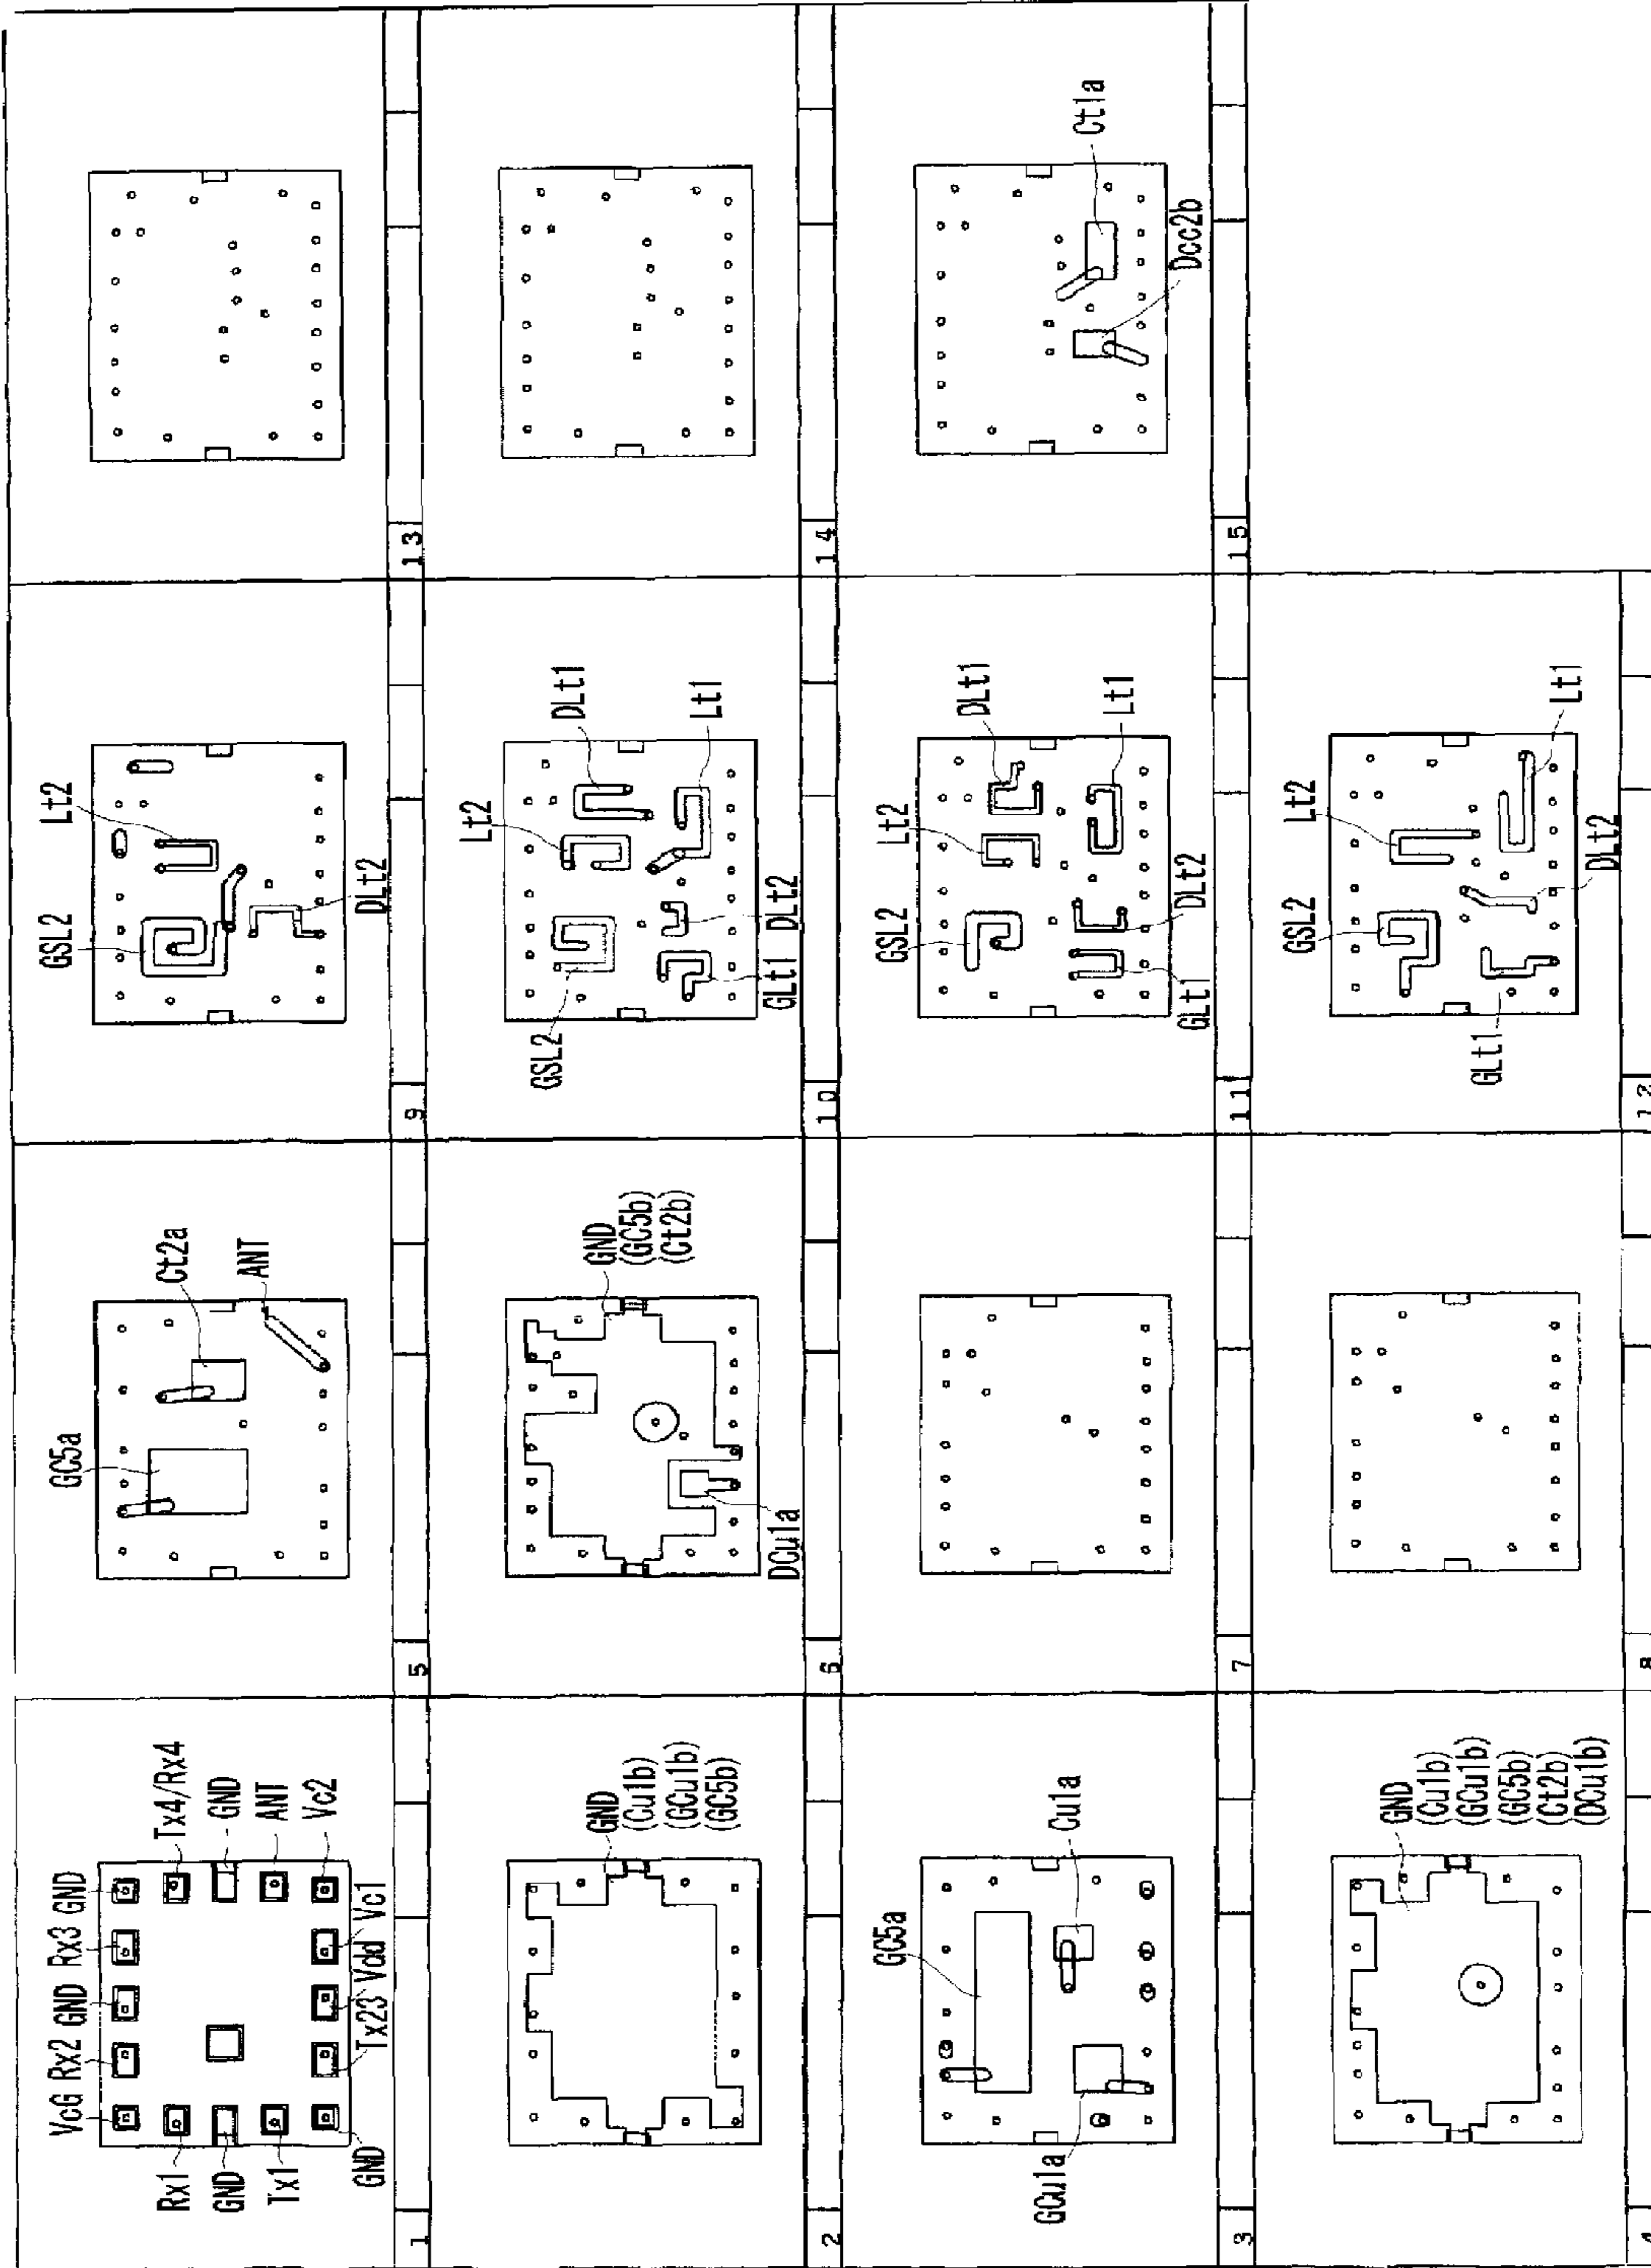 VcG Rx2 GND Rx3 GND
Rx1
Tx4/Rx4
GND
GND
Tx1
ANT
Vc2
GND
Tx23 Vdd Vc1
1
GND
(Cu1b)
(GCu1b)
(GC5b)
2
GC5a
Cu1a
GCu1a
3
GND
(Cu1b)
(GCu1b)
(GC5b)
(Ct2b)
(DCu1b)
4
GC5a
Ct2a
ANT
5
GND
(GC5b)
(Ct2b)
DCu1a
6
7
8
GSL2
Lt2
DLt2
9
Lt2
GSL2
DLt1
Lt1
GLt1
DLt2
10
GSL2
Lt2
DLt1
Lt1
GLt1
DLt2
11
GSL2
Lt2
GLt1
DLt2
Lt1
12
13
14
Ct1a
Dcc2b
15